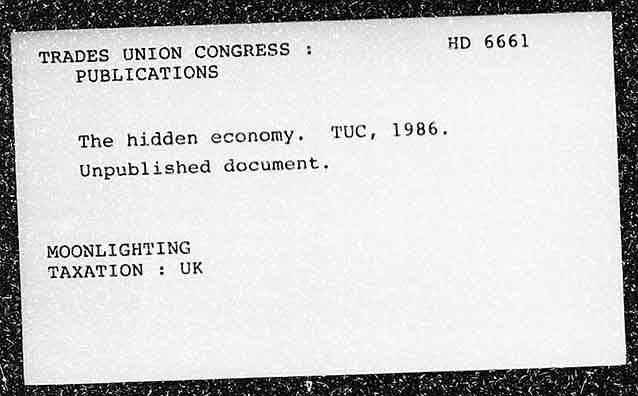 TRADES UNION CONGRESS : HD 6661
PUBLICATIONS
The hidden economy. TUC, 1986.
Unpublished document.
MOONLIGHTING
TAXATION : UK